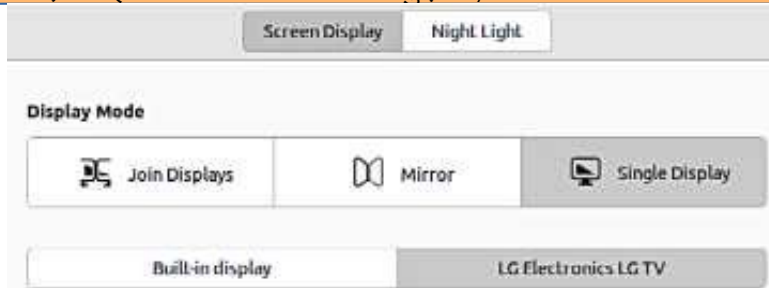 Screen Display Night Light
Display Mode
Join Displays Mirror Single Display
Built-in display LG Electronics LG TV